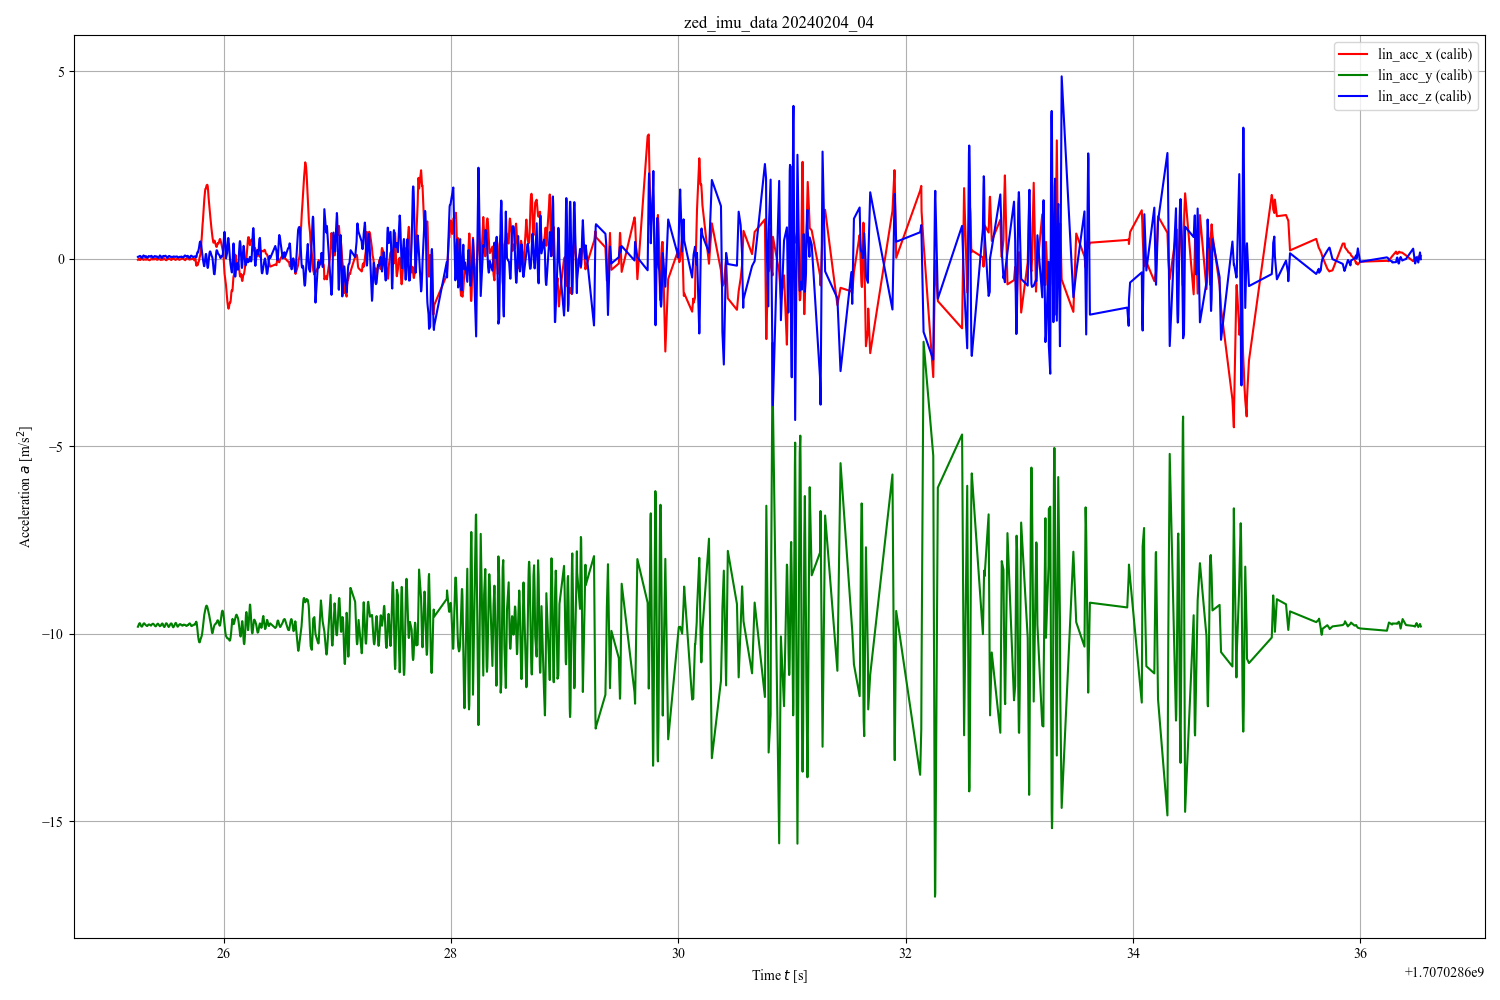 zed_imu_data 20240204_04
lin_acc_x (calib)
lin_acc_y (calib)
lin_acc_z (calib)
Acceleration a [m/s²]
5
0
−5
−10
−15
26
28
30
32
34
36
+1.7070286e9
Time t [s]